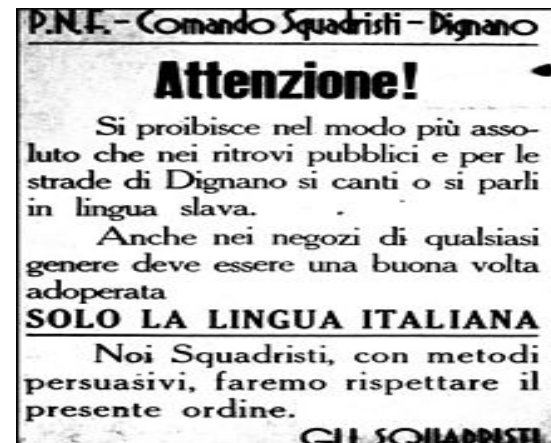 P.N.F. - Comando Squadristi - Dignano
Attenzione!
Si proibisce nel modo più asso-
luto che nei ritrovi pubblici e per le
strade di Dignano si canti o si parli
in lingua slava.
Anche nei negozi di qualsiasi
genere deve essere una buona volta
adoperata
SOLO LA LINGUA ITALIANA
Noi Squadristi, con metodi
persuasivi, faremo rispettare il
presente ordine.
GLI SQUADRISTI